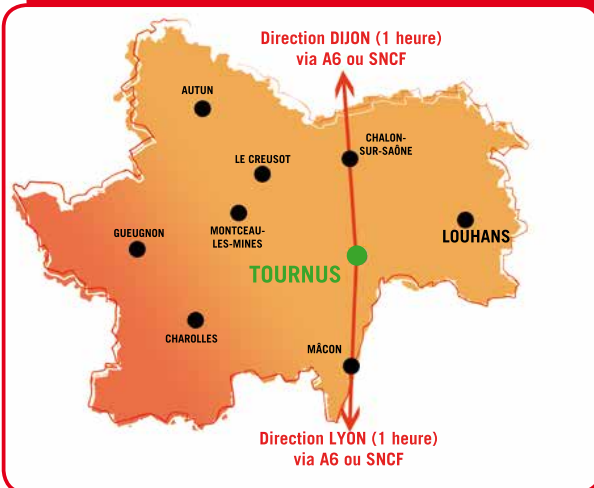 Direction DIJON (1 heure)
via A6 ou SNCF
AUTUN
CHALON-
SUR-SAÔNE
LE CREUSOT
GUEUGNON
MONTCEAU-
LES-MINES
LOUHANS
TOURNUS
CHAROLLES
MÂCON
Direction LYON (1 heure)
via A6 ou SNCF